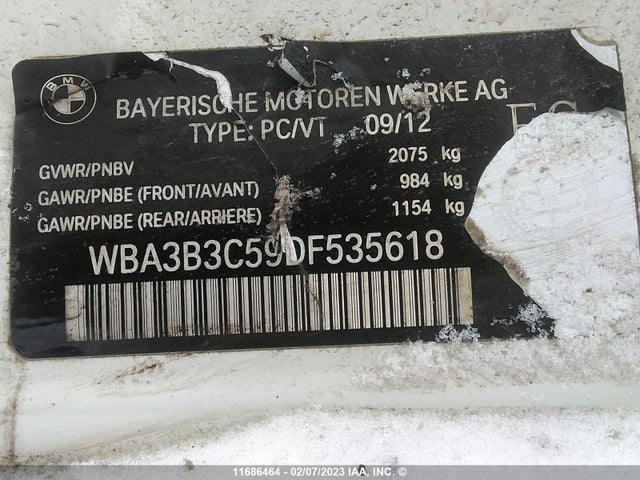 BMW
BAYERISCHE MOTOREN WERKE AG
TYPE: PC/VT 09/12
GVWR/PNBV 2075 kg
GAWR/PNBE (FRONT/AVANT) 984 kg
GAWR/PNBE (REAR/ARRIERE) 1154 kg
WBA3B3C59DF535618
11686464 - 02/07/2023 IAA, INC. ©